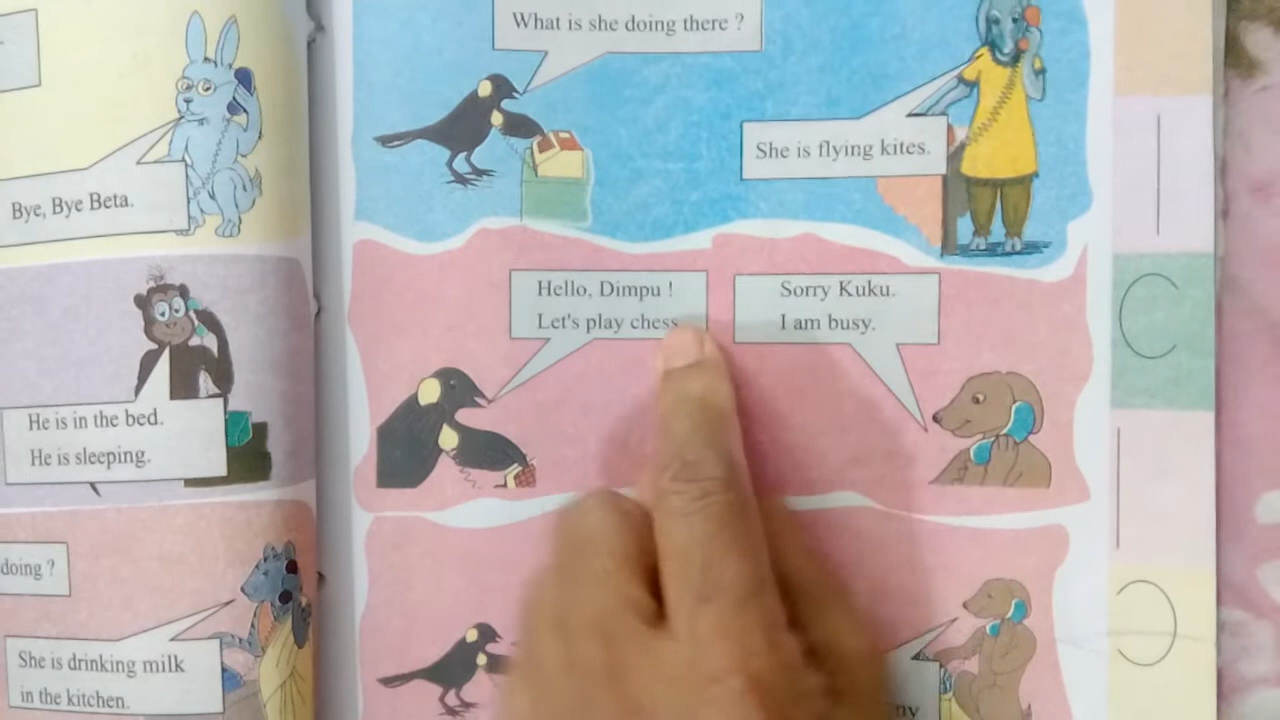 Bye, Bye Beta.
He is in the bed.
He is sleeping.
doing ?
She is drinking milk
in the kitchen.
What is she doing there ?
She is flying kites.
Hello, Dimpu !
Let's play chess
Sorry Kuku.
I am busy.